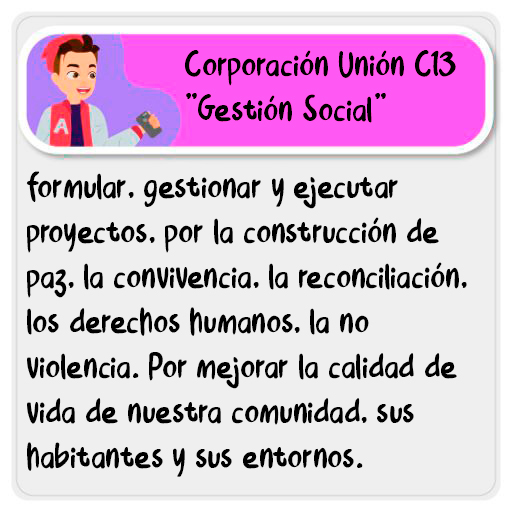 Corporación Unión C13
"Gestión Social"
A
formular, gestionar y ejecutar
proyectos, por la construcción de
paz, la convivencia, la reconciliación,
los derechos humanos, la no
violencia. Por mejorar la calidad de
vida de nuestra comunidad, sus
habitantes y sus entornos.